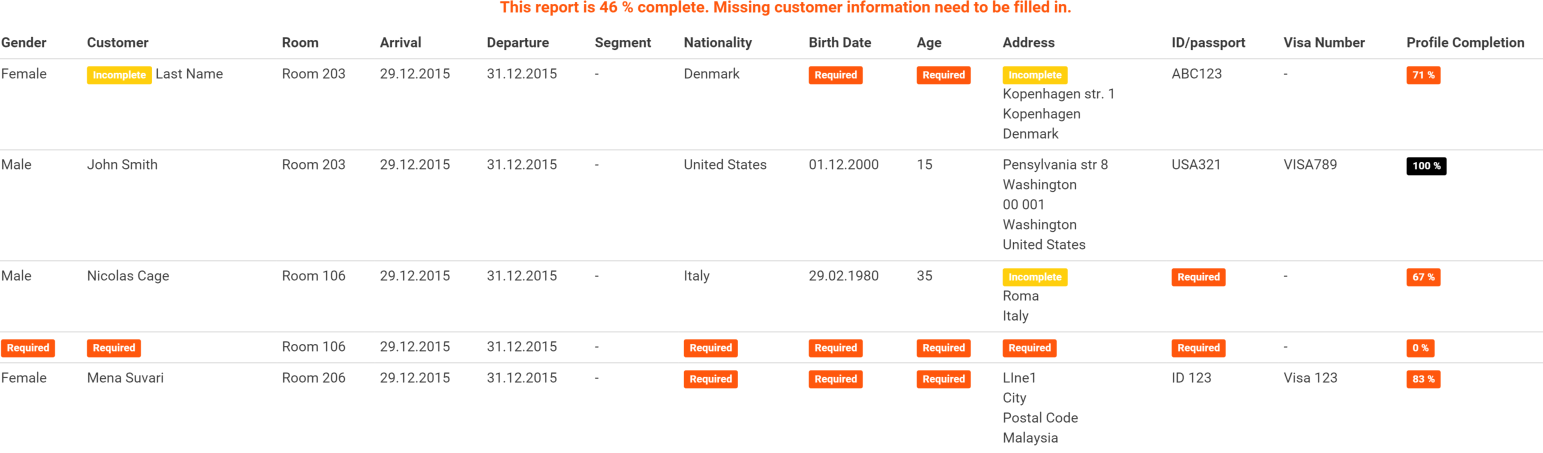 This report is 46 % complete. Missing customer information need to be filled in.
Gender Customer Room Arrival Departure Segment Nationality Birth Date Age Address ID/passport Visa Number Profile Completion
Female Incomplete Last Name Room 203 29.12.2015 31.12.2015 - Denmark Required Required Incomplete ABC123 - 71 %
Kopenhagen str. 1
Kopenhagen
Denmark
Male John Smith Room 203 29.12.2015 31.12.2015 - United States 01.12.2000 15 Pensylvania str 8 USA321 VISA789 100 %
Washington
00 001
Washington
United States
Male Nicolas Cage Room 106 29.12.2015 31.12.2015 - Italy 29.02.1980 35 Incomplete Required - 67 %
Roma
Italy
Required Required Room 106 29.12.2015 31.12.2015 - Required Required Required Required Required - 0 %
Female Mena Suvari Room 206 29.12.2015 31.12.2015 - Required Required Required LIne1 ID 123 Visa 123 83 %
City
Postal Code
Malaysia